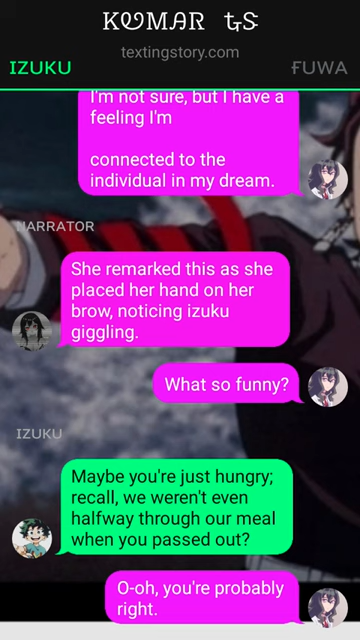 KUMAR TS
textingstory.com
IZUKU
FUWA
I'm not sure, but I have a
feeling I'm
connected to the
individual in my dream.
NARRATOR
She remarked this as she
placed her hand on her
brow, noticing izuku
giggling.
What so funny?
IZUKU
Maybe you're just hungry;
recall, we weren't even
halfway through our meal
when you passed out?
O-oh, you're probably
right.